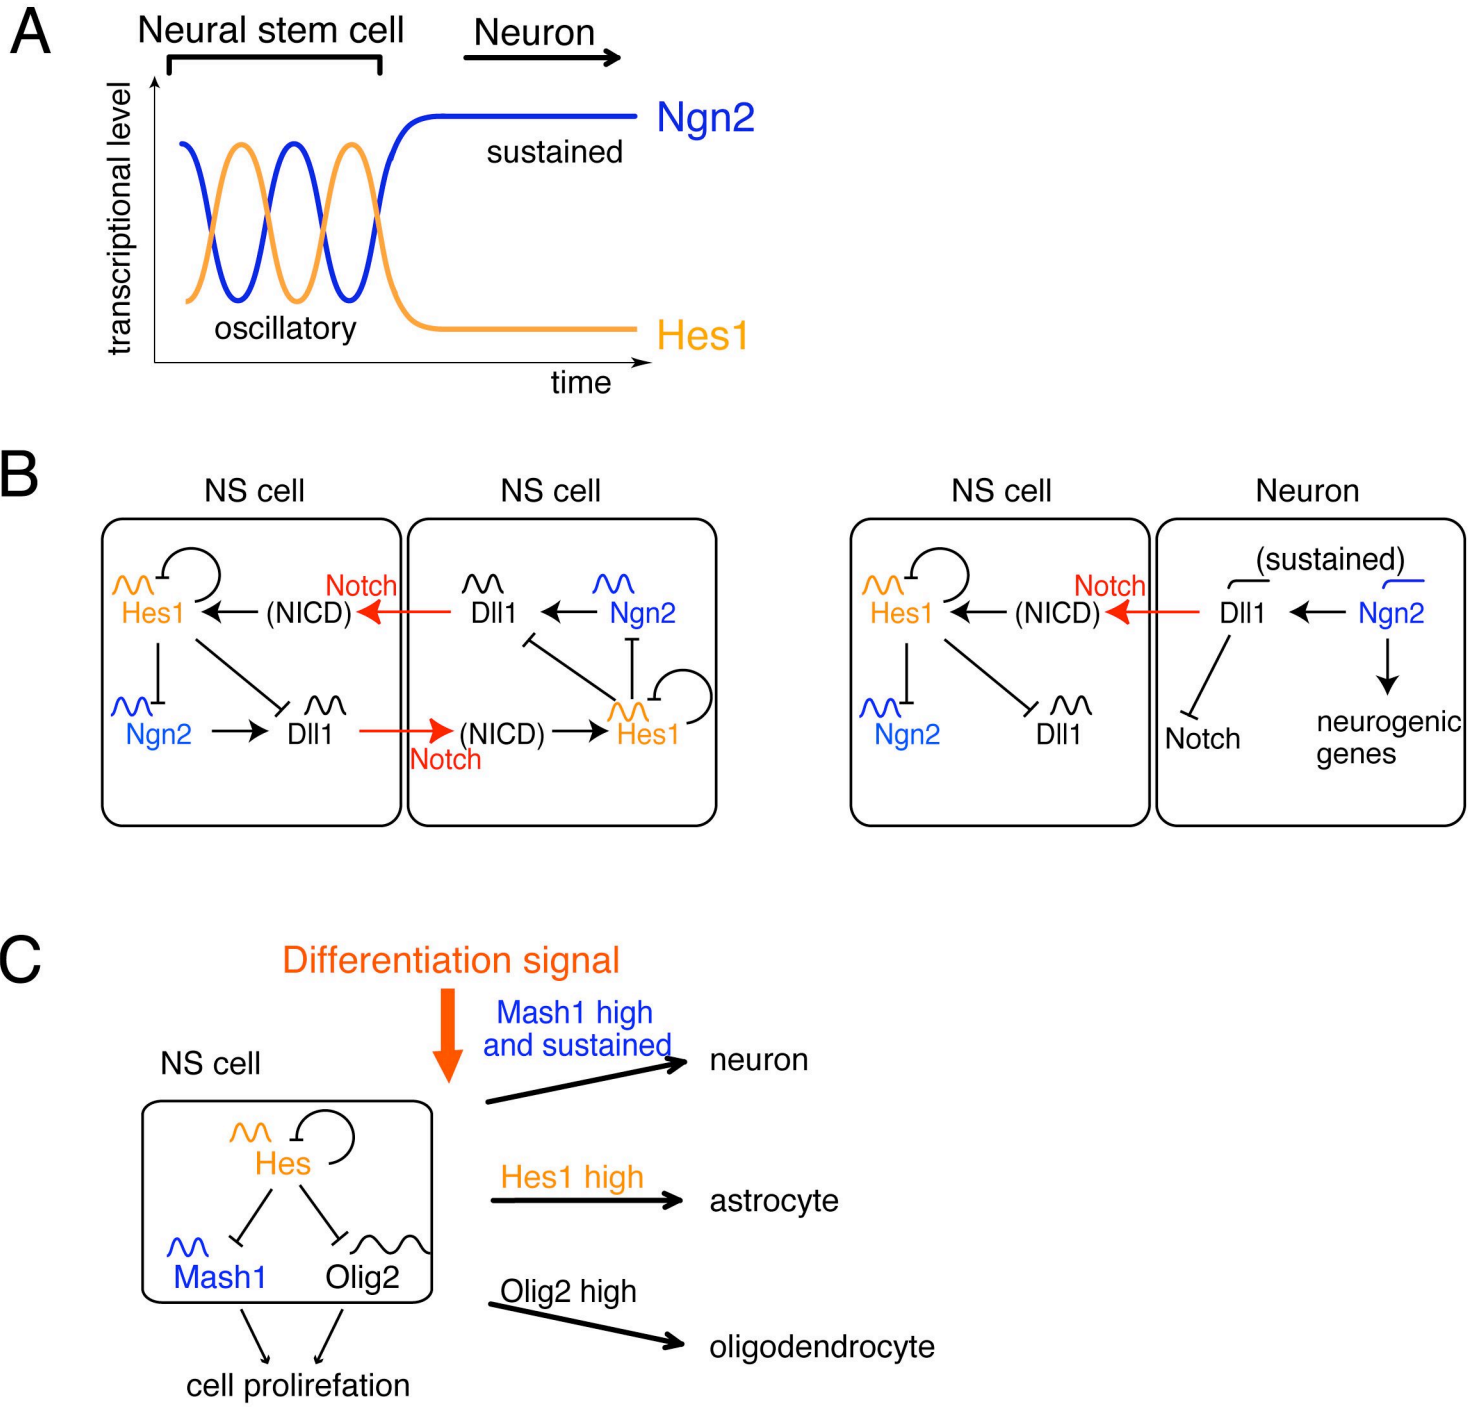 A
Neural stem cell
Neuron
transcriptional level
Ngn2
sustained
oscillatory
Hes1
time
B
NS cell
NS cell
NS cell
Neuron
Hes1
(NICD)
Notch
Dll1
Ngn2
Ngn2
Dll1
Notch
(NICD)
Hes1
Hes1
(NICD)
Notch
(sustained)
Dll1
Ngn2
Ngn2
Dll1
Notch
neurogenic
genes
C
Differentiation signal
Mash1 high
and sustained
neuron
NS cell
Hes
Hes1 high
astrocyte
Mash1
Olig2
Olig2 high
oligodendrocyte
cell prolirefation